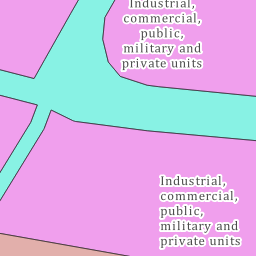 Industrial,
commercial,
public,
military and
private units
Industrial,
commercial,
public,
military and
private units